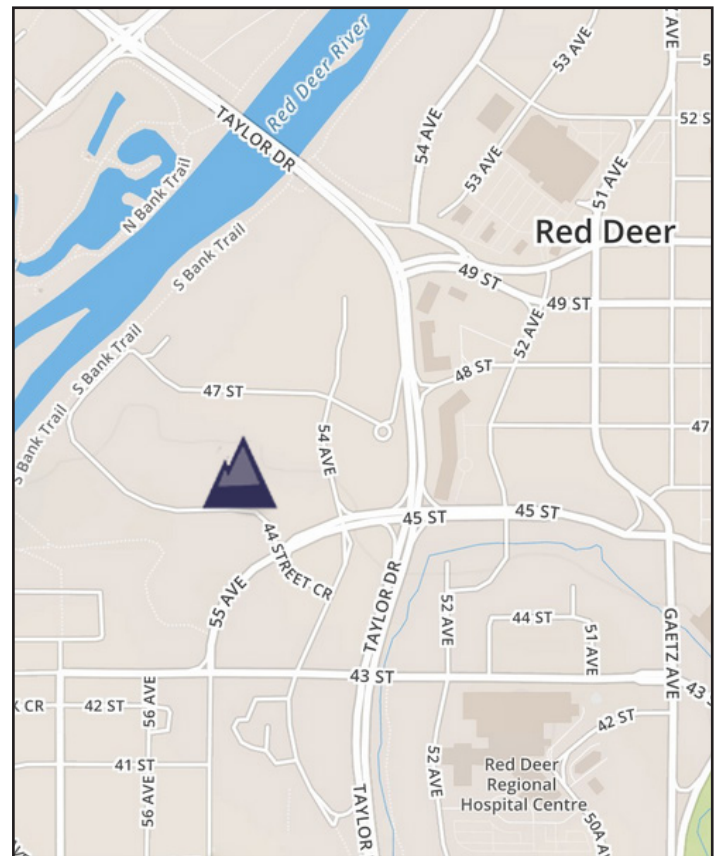 53 AVE
AVE
5
Red Deer River
TAYLOR DR
54 AVE
52 S
53 AVE
51 AVE
N Bank Trail
S Bank Trail
Red Deer
49 ST
49 ST
52 AVE
S Bank Trail
48 ST
47 ST
S Bank Trail
54 AVE
47
45 ST
45 ST
44 STREET CR
55 AVE
TAYLOR DR
52 AVE
44 ST
51 AVE
GAETZ AVE
43 ST
43 S
CR
42 ST
56 AVE
42 ST
41 ST
52 AVE
Red Deer
Regional
Hospital Centre
56 AVE
TAYLOR
50A A